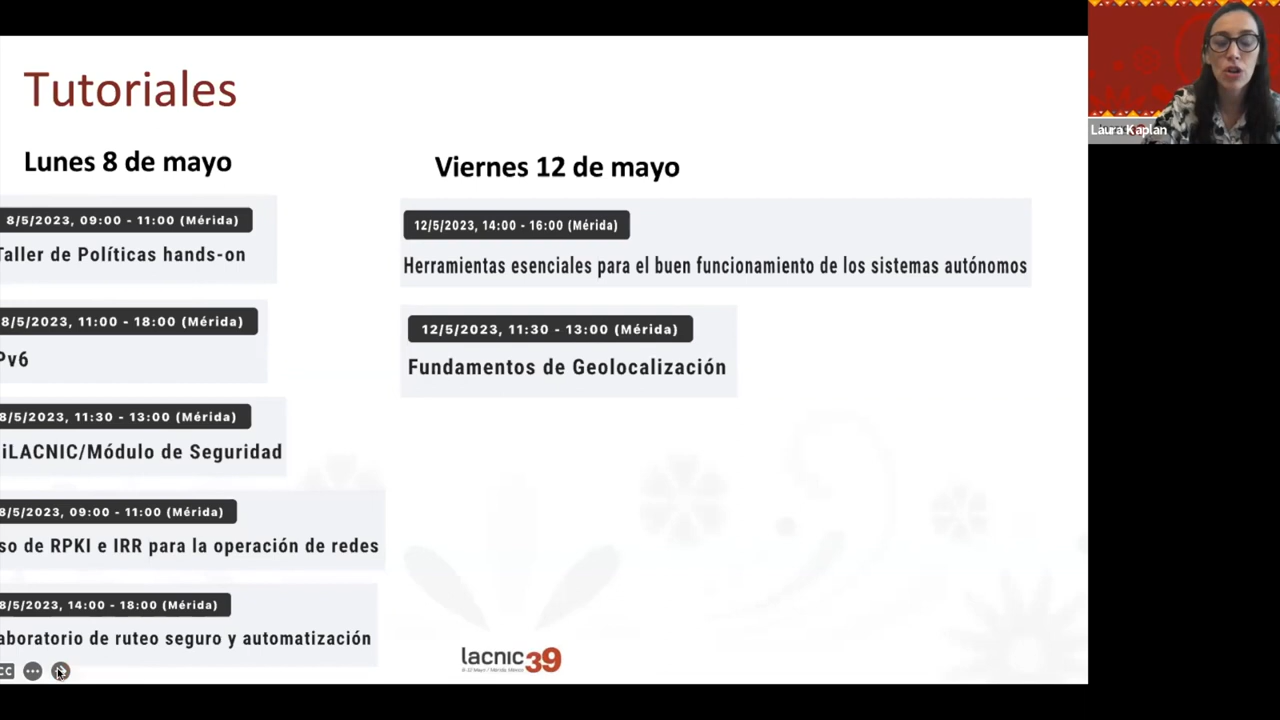 Tutoriales
Lunes 8 de mayo
8/5/2023, 09:00 - 11:00 (Mérida)
Taller de Políticas hands-on
8/5/2023, 11:00 - 18:00 (Mérida)
Pv6
8/5/2023, 11:30 - 13:00 (Mérida)
iLACNIC/Módulo de Seguridad
8/5/2023, 09:00 - 11:00 (Mérida)
so de RPKI e IRR para la operación de redes
8/5/2023, 14:00 - 18:00 (Mérida)
aboratorio de ruteo seguro y automatización
Viernes 12 de mayo
12/5/2023, 14:00 - 16:00 (Mérida)
Herramientas esenciales para el buen funcionamiento de los sistemas autónomos
12/5/2023, 11:30 - 13:00 (Mérida)
Fundamentos de Geolocalización
CC
lacnic39
Laura Kaplan